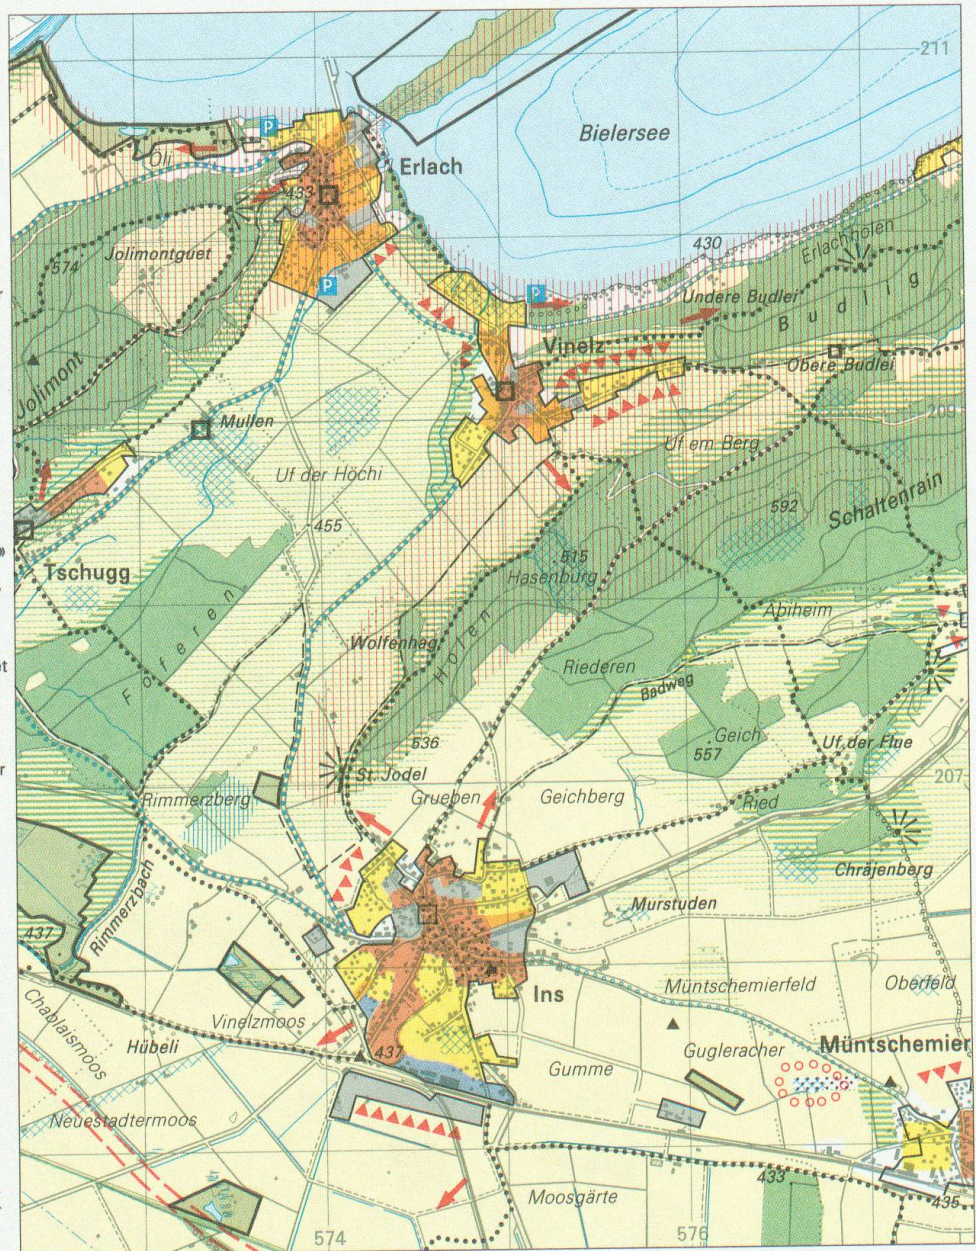 211
Bielersee
P
Öli
Erlach
433
430
Erlachholen
Jolimontguet
574
P
P
Undere Budlei
Budlig
Vinelz
Jolimont
Obere Budlei
209
Mullen
Uf em Berg
Uf der Höchi
592
Schaltenrain
455
515
Hasenburg
Tschugg
Abiheim
Foferen
Wolfenhag
Holen
Riederen
Badweg
Geich
557
Uf der Flue
536
St. Jodel
207
Rimmerzberg
Grueben
Geichberg
Ried
Chräjenberg
Rimmerzbach
Murstuden
437
Ins
Müntschemierfeld
Oberfeld
Chablaismoos
Vinelzmoos
Hübeli
437
Gumme
Gugleracher
Müntschemier
Neuestadtermoos
Moosgärte
433
435
574
576